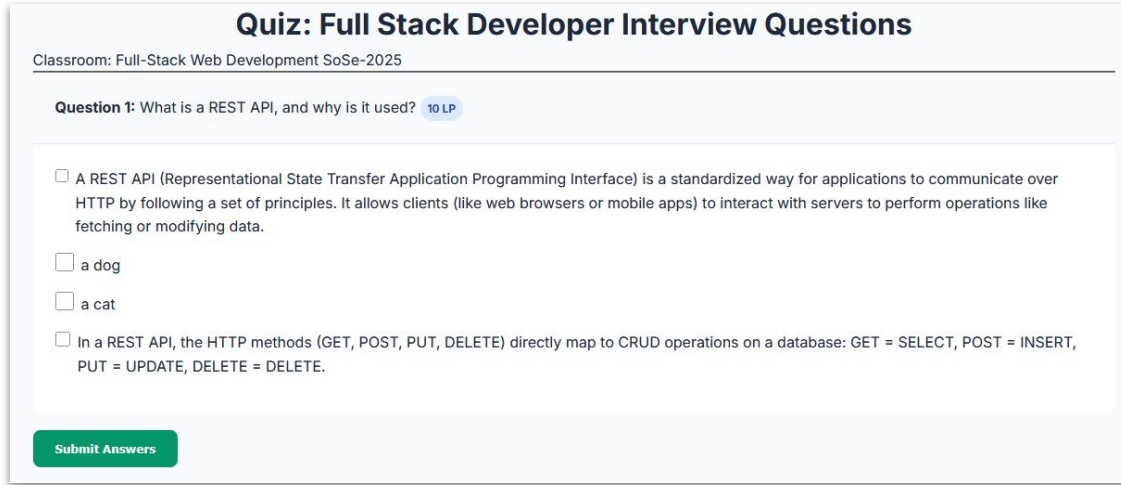 Quiz: Full Stack Developer Interview Questions
Classroom: Full-Stack Web Development SoSe-2025
Question 1: What is a REST API, and why is it used? 10 LP
A REST API (Representational State Transfer Application Programming Interface) is a standardized way for applications to communicate over
HTTP by following a set of principles. It allows clients (like web browsers or mobile apps) to interact with servers to perform operations like
fetching or modifying data.
a dog
a cat
In a REST API, the HTTP methods (GET, POST, PUT, DELETE) directly map to CRUD operations on a database: GET = SELECT, POST = INSERT,
PUT = UPDATE, DELETE = DELETE.
Submit Answers